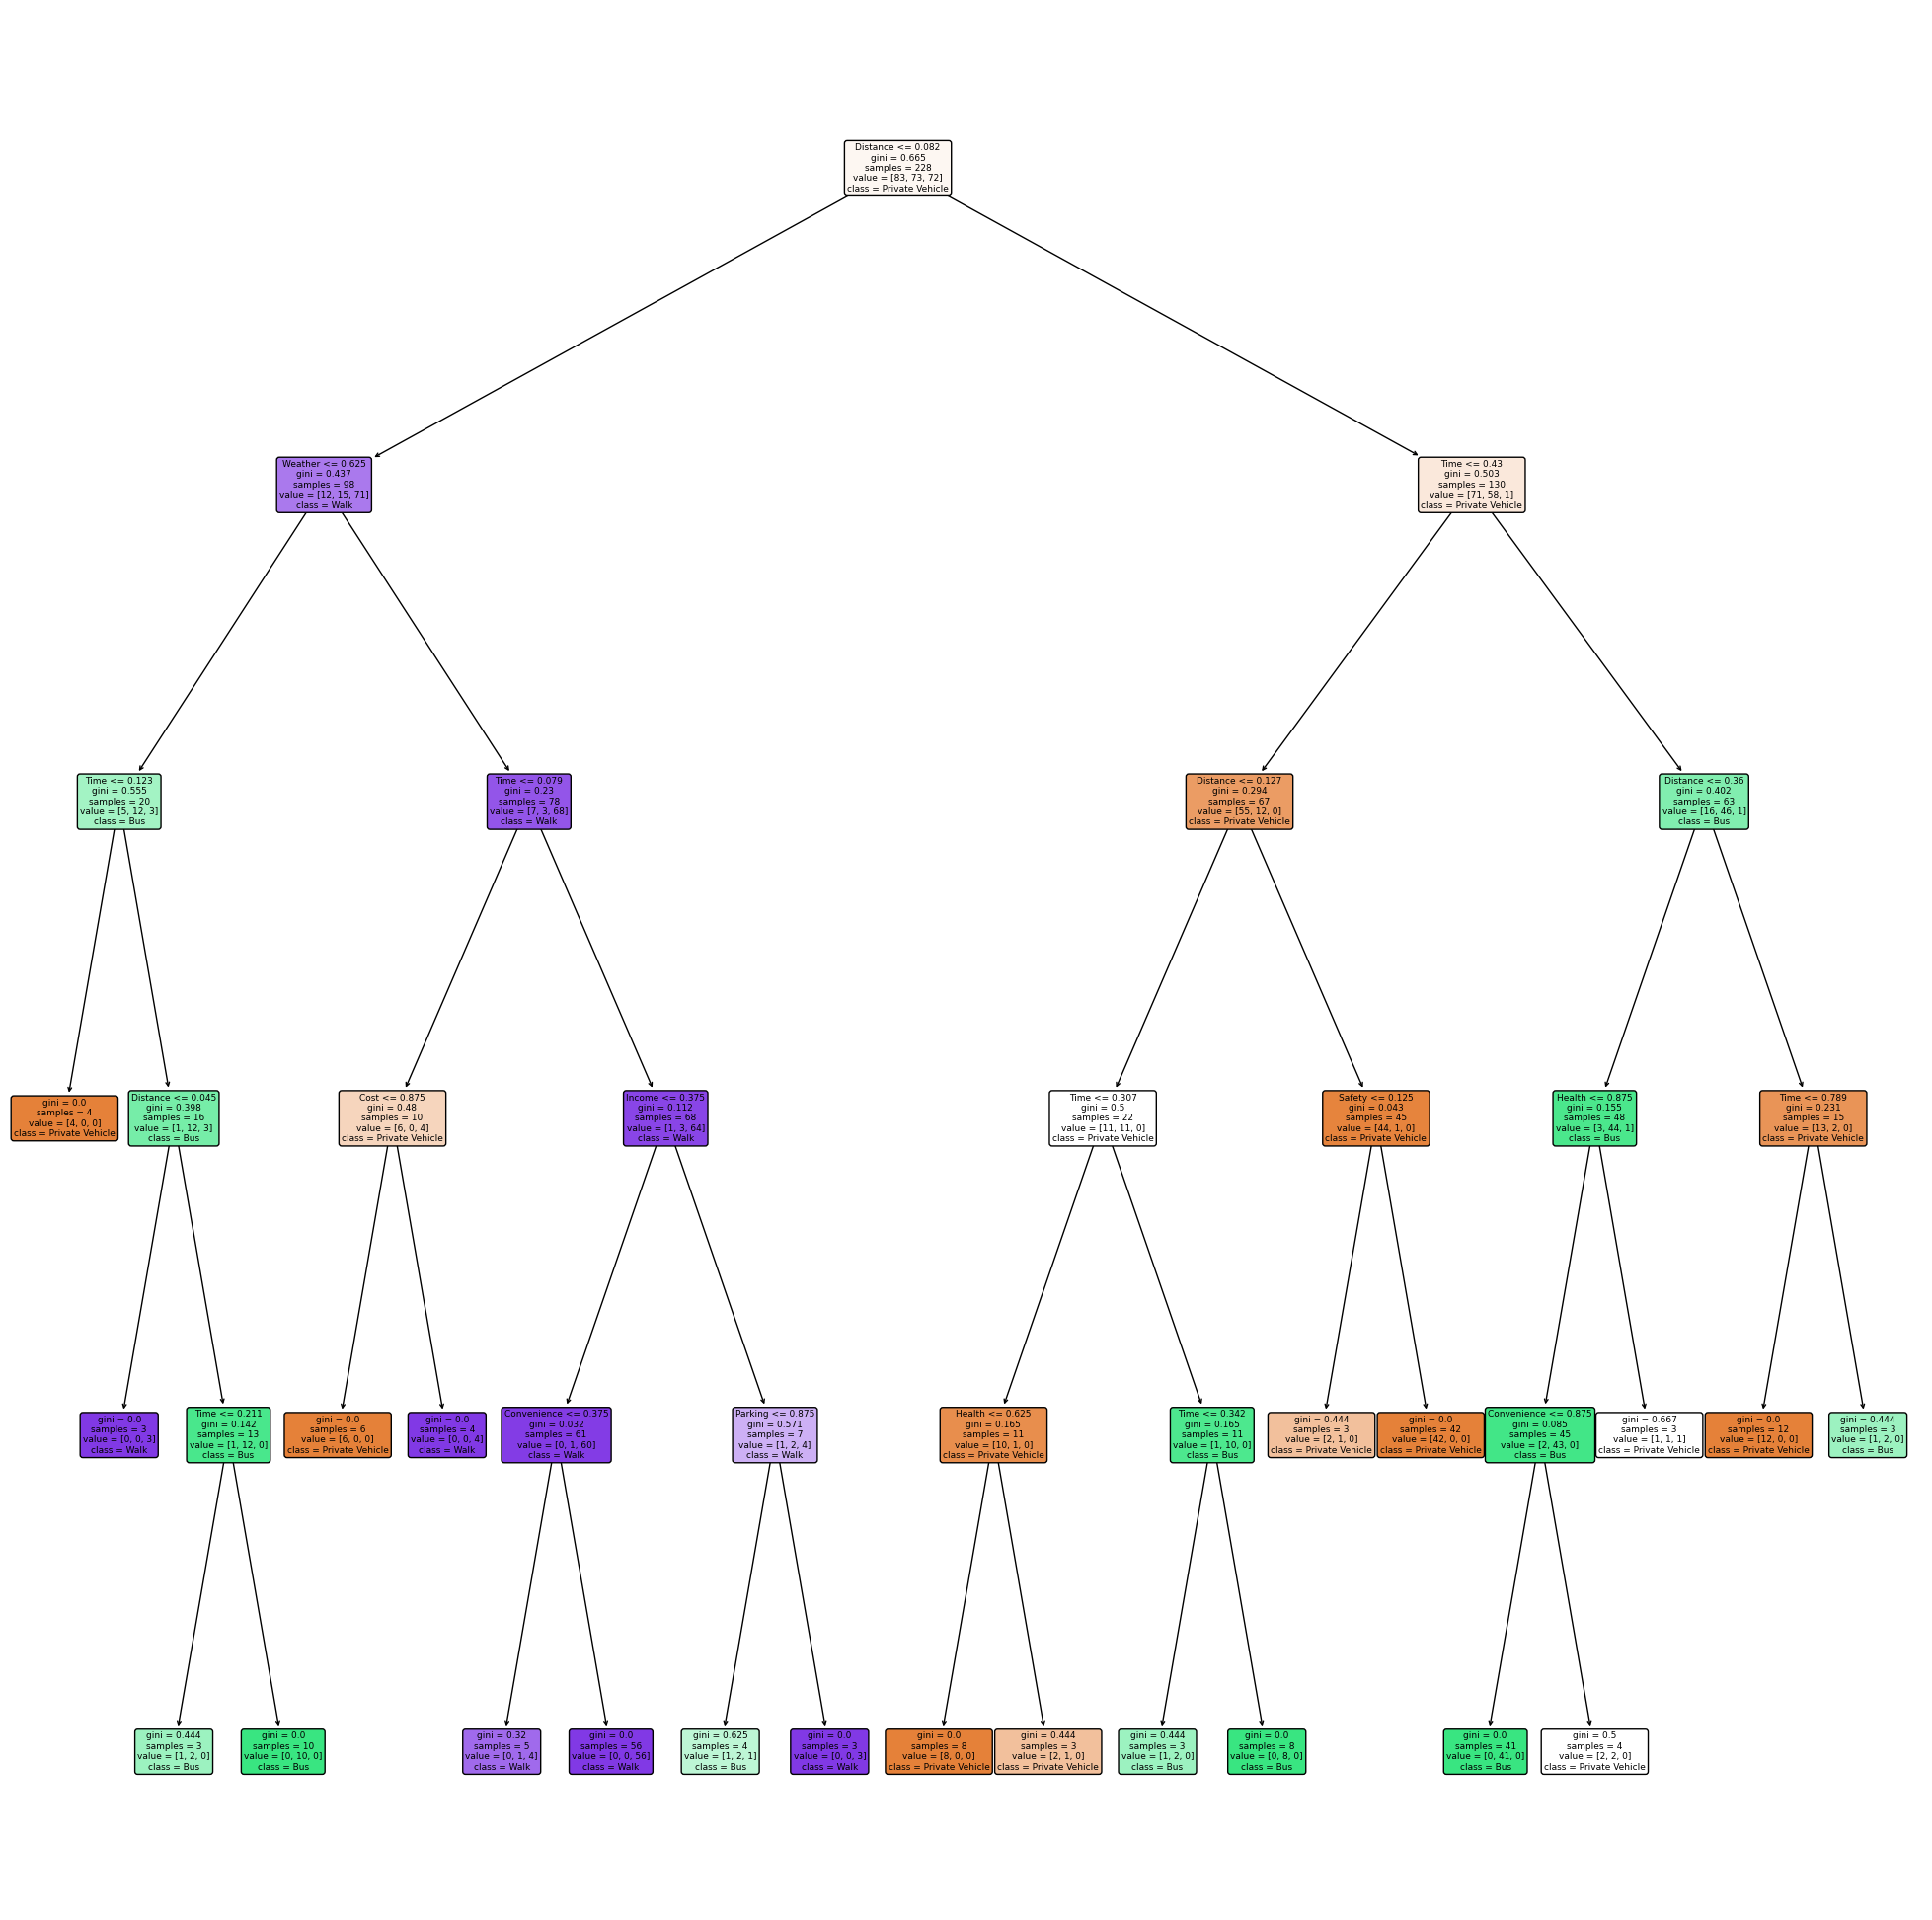 Distance <= 0.082
gini = 0.665
samples = 228
value = [83, 73, 72]
class = Private Vehicle
Weather <= 0.625
gini = 0.437
samples = 98
value = [12, 15, 71]
class = Walk
Time <= 0.43
gini = 0.503
samples = 130
value = [71, 58, 1]
class = Private Vehicle
Time <= 0.123
gini = 0.555
samples = 20
value = [5, 12, 3]
class = Bus
Time <= 0.079
gini = 0.23
samples = 78
value = [7, 3, 68]
class = Walk
Distance <= 0.127
gini = 0.294
samples = 67
value = [55, 12, 0]
class = Private Vehicle
Distance <= 0.36
gini = 0.402
samples = 63
value = [16, 46, 1]
class = Bus
gini = 0.0
samples = 4
value = [4, 0, 0]
class = Private Vehicle
Distance <= 0.045
gini = 0.398
samples = 16
value = [1, 12, 3]
class = Bus
Cost <= 0.875
gini = 0.48
samples = 10
value = [6, 0, 4]
class = Private Vehicle
Income <= 0.375
gini = 0.112
samples = 68
value = [1, 3, 64]
class = Walk
Time <= 0.307
gini = 0.5
samples = 22
value = [11, 11, 0]
class = Private Vehicle
Safety <= 0.125
gini = 0.043
samples = 45
value = [44, 1, 0]
class = Private Vehicle
Health <= 0.875
gini = 0.155
samples = 48
value = [3, 44, 1]
class = Bus
Time <= 0.789
gini = 0.231
samples = 15
value = [13, 2, 0]
class = Private Vehicle
gini = 0.0
samples = 3
value = [0, 0, 3]
class = Walk
Time <= 0.211
gini = 0.142
samples = 13
value = [1, 12, 0]
class = Bus
gini = 0.0
samples = 6
value = [6, 0, 0]
class = Private Vehicle
gini = 0.0
samples = 4
value = [0, 0, 4]
class = Walk
Convenience <= 0.375
gini = 0.032
samples = 61
value = [0, 1, 60]
class = Walk
Parking <= 0.875
gini = 0.571
samples = 7
value = [1, 2, 4]
class = Walk
Health <= 0.625
gini = 0.165
samples = 11
value = [10, 1, 0]
class = Private Vehicle
Time <= 0.342
gini = 0.165
samples = 11
value = [1, 10, 0]
class = Bus
gini = 0.444
samples = 3
value = [2, 1, 0]
class = Private Vehicle
gini = 0.0
samples = 42
value = [42, 0, 0]
class = Private Vehicle
Convenience <= 0.875
gini = 0.085
samples = 45
value = [2, 43, 0]
class = Bus
gini = 0.667
samples = 3
value = [1, 1, 1]
class = Private Vehicle
gini = 0.0
samples = 12
value = [12, 0, 0]
class = Private Vehicle
gini = 0.444
samples = 3
value = [1, 2, 0]
class = Bus
gini = 0.444
samples = 3
value = [1, 2, 0]
class = Bus
gini = 0.0
samples = 10
value = [0, 10, 0]
class = Bus
gini = 0.32
samples = 5
value = [0, 1, 4]
class = Walk
gini = 0.0
samples = 56
value = [0, 0, 56]
class = Walk
gini = 0.625
samples = 4
value = [1, 2, 1]
class = Bus
gini = 0.0
samples = 3
value = [0, 0, 3]
class = Walk
gini = 0.0
samples = 8
value = [8, 0, 0]
class = Private Vehicle
gini = 0.444
samples = 3
value = [2, 1, 0]
class = Private Vehicle
gini = 0.444
samples = 3
value = [1, 2, 0]
class = Bus
gini = 0.0
samples = 8
value = [0, 8, 0]
class = Bus
gini = 0.0
samples = 41
value = [0, 41, 0]
class = Bus
gini = 0.5
samples = 4
value = [2, 2, 0]
class = Private Vehicle